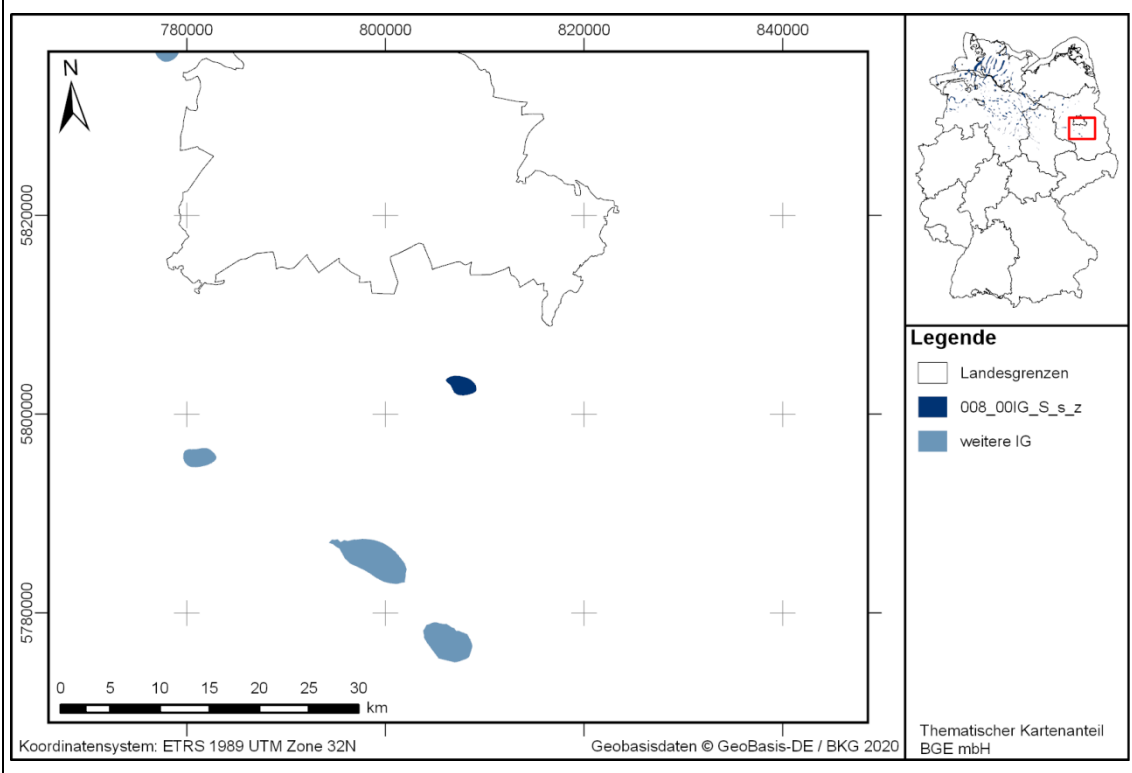 780000 800000 820000 840000
N
5820000
5800000
5780000
0 5 10 15 20 25 30
km
Koordinatensystem: ETRS 1989 UTM Zone 32N
Geobasisdaten © GeoBasis-DE / BKG 2020
Legende
Landesgrenzen
008_00IG_S_s_z
weitere IG
Thematischer Kartenanteil
BGE mbH